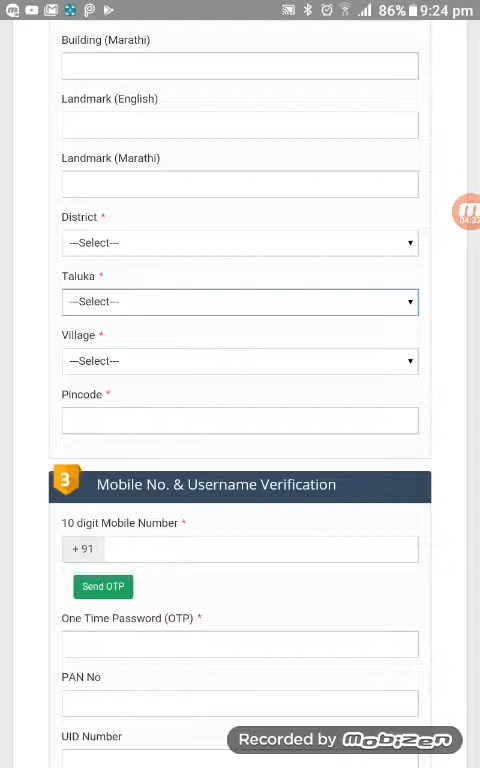 86% 9:24 pm
Building (Marathi)
Landmark (English)
Landmark (Marathi)
District *
---Select---
Taluka *
---Select---
Village *
---Select---
Pincode *
3 Mobile No. & Username Verification
10 digit Mobile Number *
+ 91
Send OTP
One Time Password (OTP) *
PAN No
UID Number
Recorded by mobizen